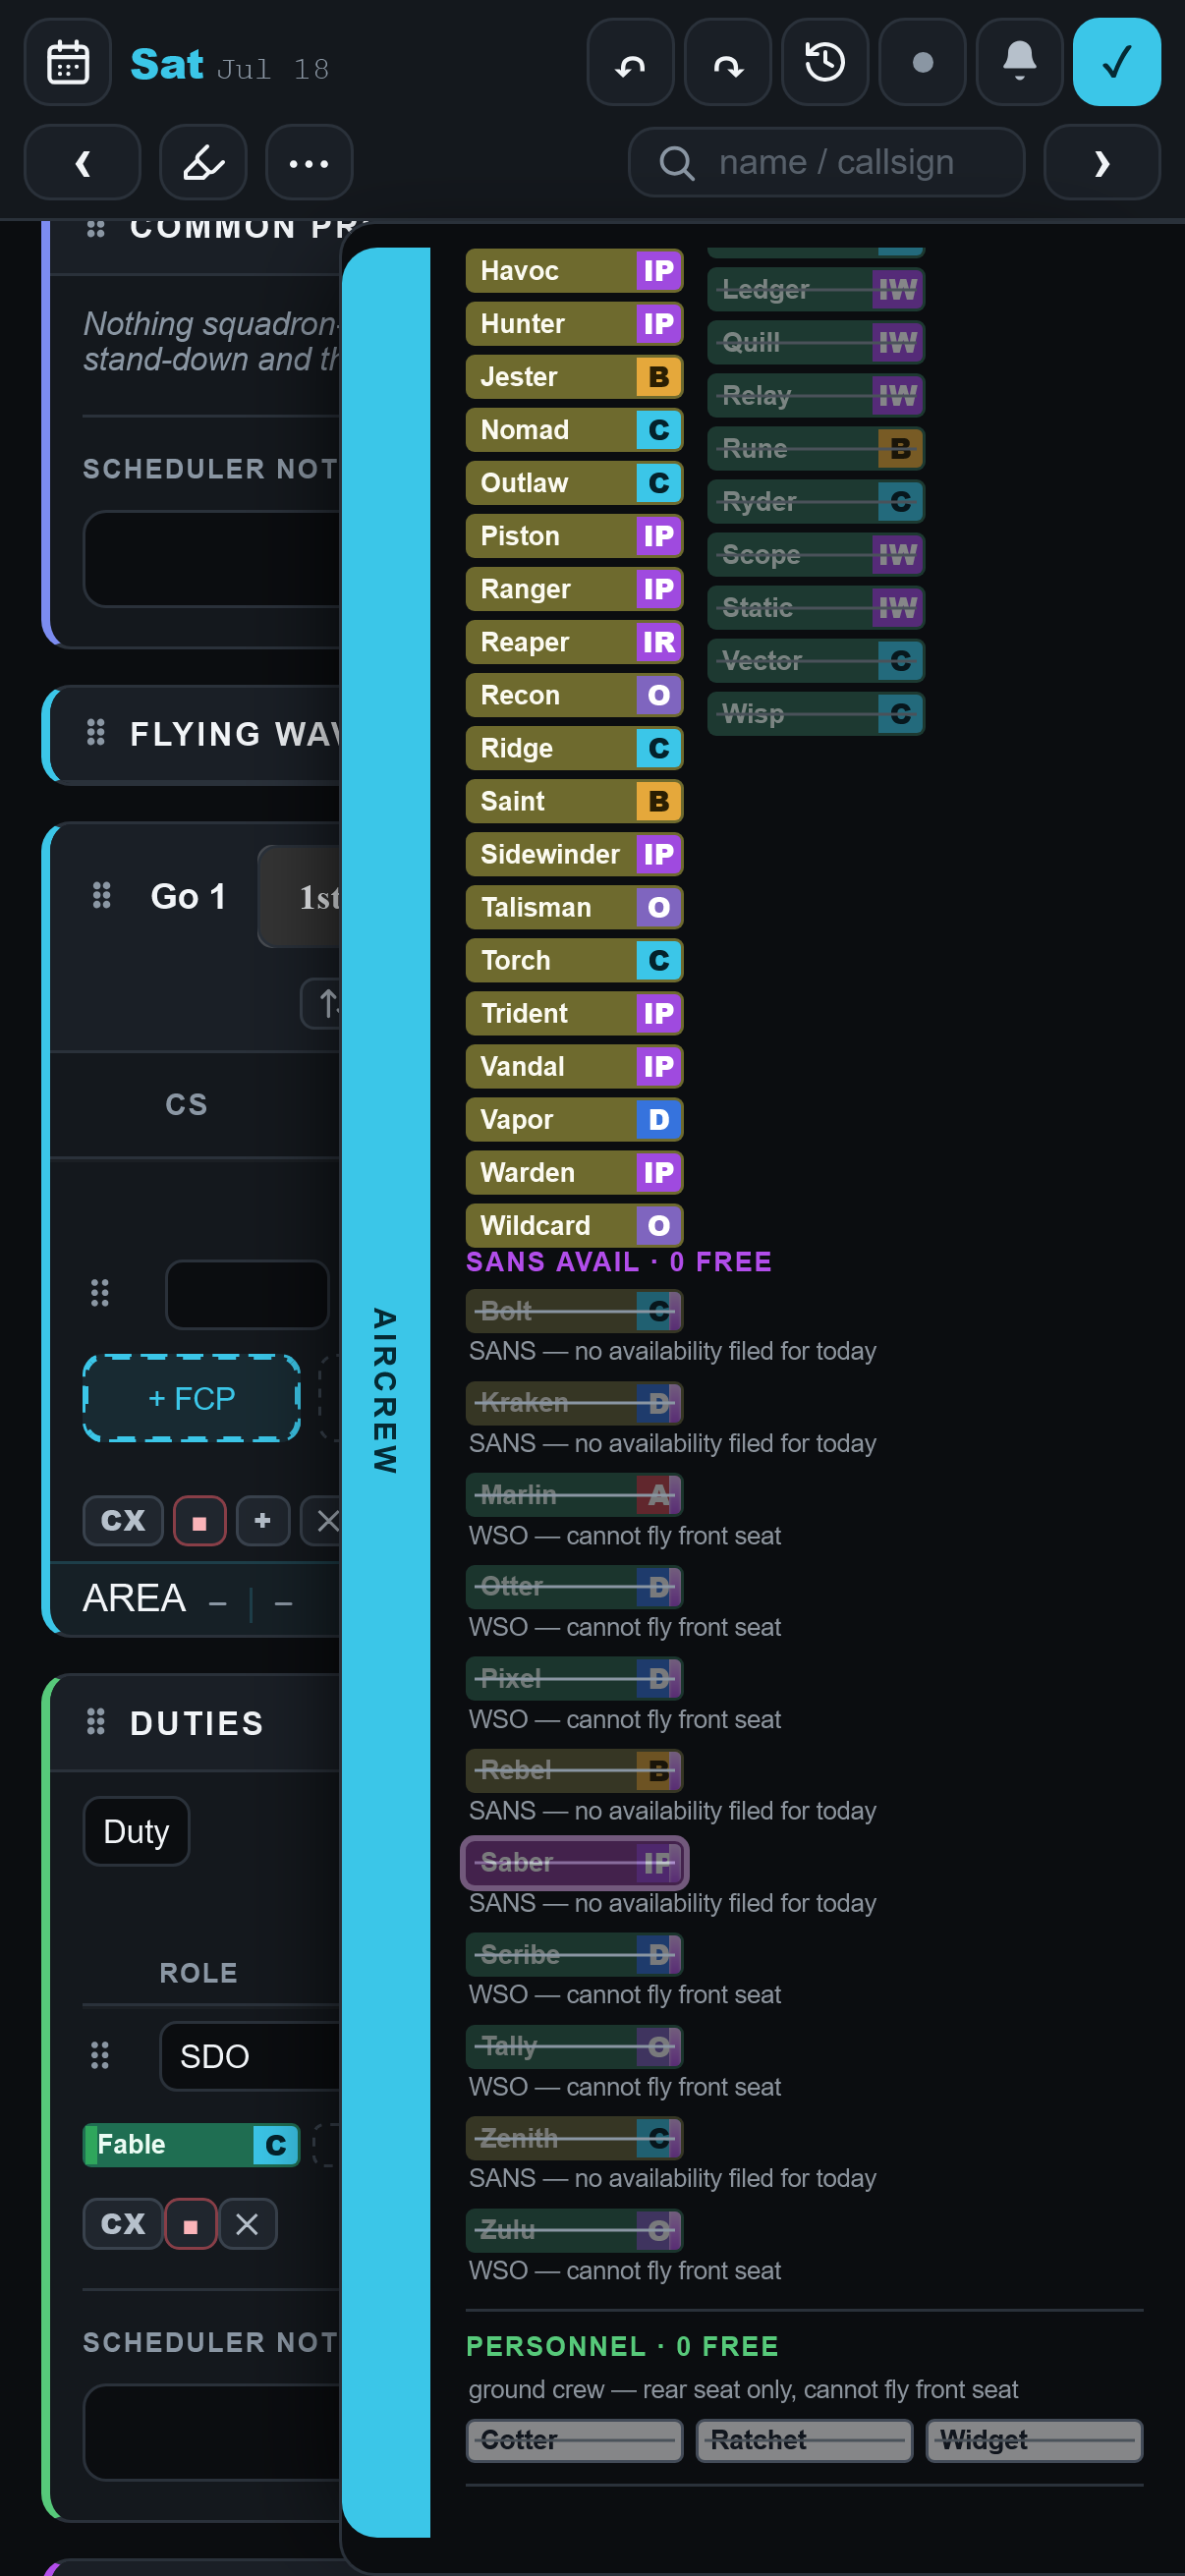 Sat Jul 18
name / callsign
COMMON PR
Nothing squadron-
stand-down and th
SCHEDULER NOT
FLYING WAV
Go 1 1st
CS
+ FCP
CX
AREA – | –
DUTIES
Duty
ROLE
SDO
Fable C
CX
SCHEDULER NOT
AIRCREW
Havoc IP
Hunter IP
Jester B
Nomad C
Outlaw C
Piston IP
Ranger IP
Reaper IR
Recon O
Ridge C
Saint B
Sidewinder IP
Talisman O
Torch C
Trident IP
Vandal IP
Vapor D
Warden IP
Wildcard O
Ledger IW
Quill IW
Relay IW
Rune B
Ryder C
Scope IW
Static IW
Vector C
Wisp C
SANS AVAIL · 0 FREE
Bolt C
SANS — no availability filed for today
Kraken D
SANS — no availability filed for today
Marlin A
WSO — cannot fly front seat
Otter D
WSO — cannot fly front seat
Pixel D
WSO — cannot fly front seat
Rebel B
SANS — no availability filed for today
Saber IP
SANS — no availability filed for today
Scribe D
WSO — cannot fly front seat
Tally O
WSO — cannot fly front seat
Zenith C
SANS — no availability filed for today
Zulu O
WSO — cannot fly front seat
PERSONNEL · 0 FREE
ground crew — rear seat only, cannot fly front seat
Cotter Ratchet Widget